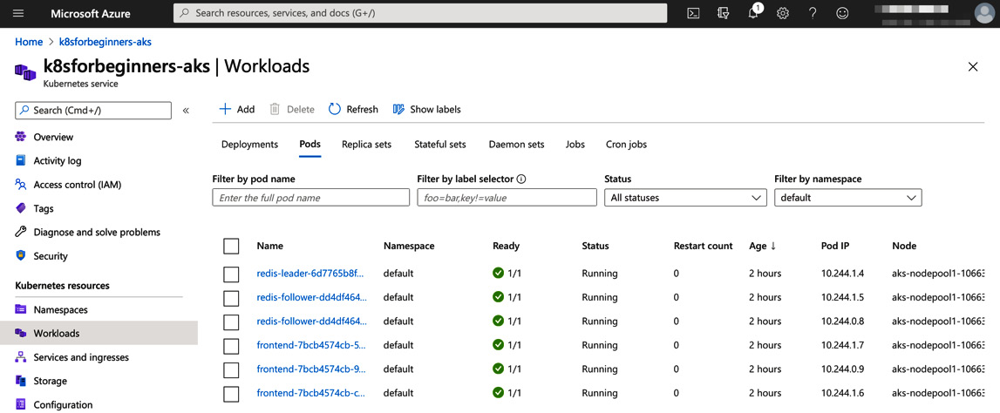 Microsoft Azure
Search resources, services, and docs (G+/)
1
Home > k8sforbeginners-aks
k8sforbeginners-aks | Workloads
Kubernetes service
Search (Cmd+/)
«
Add Delete Refresh Show labels
Overview
Activity log
Access control (IAM)
Tags
Diagnose and solve problems
Security
Kubernetes resources
Namespaces
Workloads
Services and ingresses
Storage
Configuration
Deployments Pods Replica sets Stateful sets Daemon sets Jobs Cron jobs
Filter by pod name Filter by label selector Status Filter by namespace
Enter the full pod name foo=bar,key!=value All statuses default
Name Namespace Ready Status Restart count Age ↓ Pod IP Node
redis-leader-6d7765b8f... default 1/1 Running 0 2 hours 10.244.1.4 aks-nodepool1-10663
redis-follower-dd4df464... default 1/1 Running 0 2 hours 10.244.1.5 aks-nodepool1-10663
redis-follower-dd4df464... default 1/1 Running 0 2 hours 10.244.0.8 aks-nodepool1-10663
frontend-7bcb4574cb-5... default 1/1 Running 0 2 hours 10.244.1.7 aks-nodepool1-10663
frontend-7bcb4574cb-9... default 1/1 Running 0 2 hours 10.244.0.9 aks-nodepool1-10663
frontend-7bcb4574cb-c... default 1/1 Running 0 2 hours 10.244.1.6 aks-nodepool1-10663